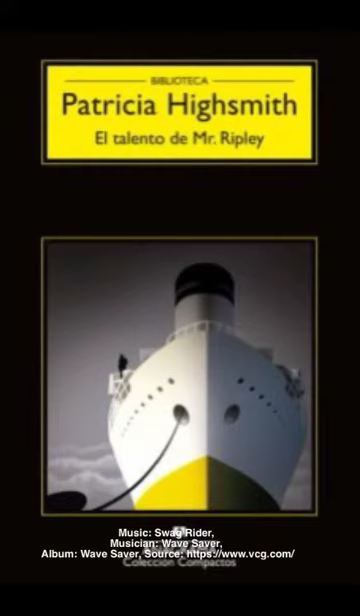 BIBLIOTECA
Patricia Highsmith
El talento de Mr. Ripley
Music: Swag Rider,
Musician: Wave Saver,
Album: Wave Saver, Source: https://www.vcg.com/
Colección Compactos